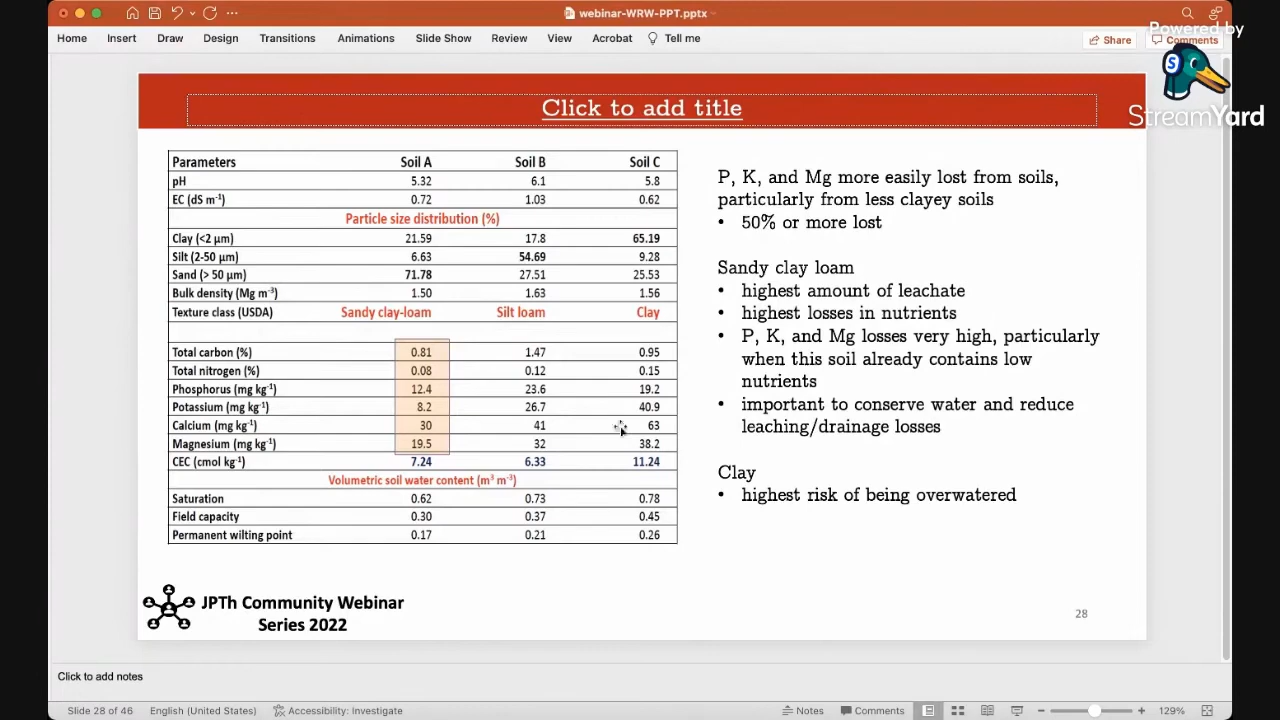 webinar-WRW-PPT.pptx
Powered by
StreamYard
Home Insert Draw Design Transitions Animations Slide Show Review View Acrobat Tell me Share Comments
Click to add title
Parameters Soil A Soil B Soil C
pH 5.32 6.1 5.8
EC (dS m⁻¹) 0.72 1.03 0.62
Particle size distribution (%)
Clay (<2 µm) 21.59 17.8 65.19
Silt (2-50 µm) 6.63 54.69 9.28
Sand (> 50 µm) 71.78 27.51 25.53
Bulk density (Mg m⁻³) 1.50 1.63 1.56
Texture class (USDA) Sandy clay-loam Silt loam Clay
Total carbon (%) 0.81 1.47 0.95
Total nitrogen (%) 0.08 0.12 0.15
Phosphorus (mg kg⁻¹) 12.4 23.6 19.2
Potassium (mg kg⁻¹) 8.2 26.7 40.9
Calcium (mg kg⁻¹) 30 41 63
Magnesium (mg kg⁻¹) 19.5 32 38.2
CEC (cmol kg⁻¹) 7.24 6.33 11.24
Volumetric soil water content (m³ m⁻³)
Saturation 0.62 0.73 0.78
Field capacity 0.30 0.37 0.45
Permanent wilting point 0.17 0.21 0.26
P, K, and Mg more easily lost from soils,
particularly from less clayey soils
• 50% or more lost
Sandy clay loam
• highest amount of leachate
• highest losses in nutrients
• P, K, and Mg losses very high, particularly
when this soil already contains low
nutrients
• important to conserve water and reduce
leaching/drainage losses
Clay
• highest risk of being overwatered
JPTh Community Webinar
Series 2022
28
Click to add notes
Slide 28 of 46 English (United States) Accessibility: Investigate Notes Comments 129%